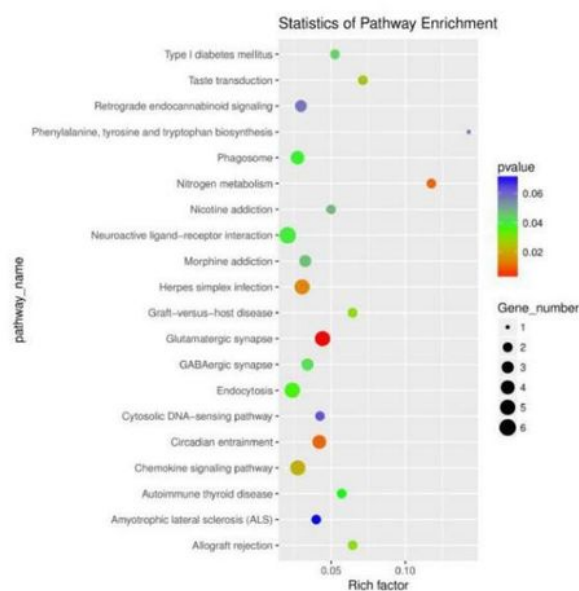 Statistics of Pathway Enrichment
Type I diabetes mellitus
Taste transduction
Retrograde endocannabinoid signaling
Phenylalanine, tyrosine and tryptophan biosynthesis
Phagosome
Nitrogen metabolism
Nicotine addiction
Neuroactive ligand−receptor interaction
Morphine addiction
Herpes simplex infection
Graft−versus−host disease
Glutamatergic synapse
GABAergic synapse
Endocytosis
Cytosolic DNA−sensing pathway
Circadian entrainment
Chemokine signaling pathway
Autoimmune thyroid disease
Amyotrophic lateral sclerosis (ALS)
Allograft rejection
pathway_name
0.05
0.10
Rich factor
pvalue
0.06
0.04
0.02
Gene_number
1
2
3
4
5
6